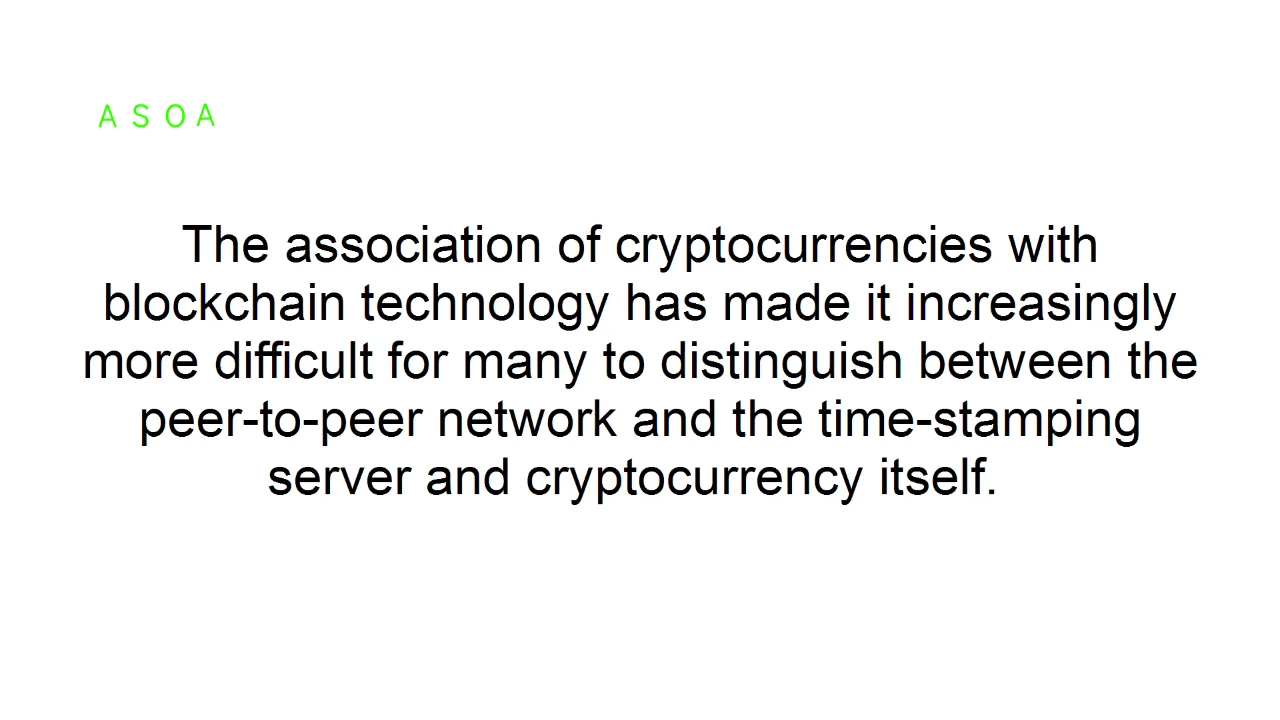 A S O A
The association of cryptocurrencies with
blockchain technology has made it increasingly
more difficult for many to distinguish between the
peer-to-peer network and the time-stamping
server and cryptocurrency itself.